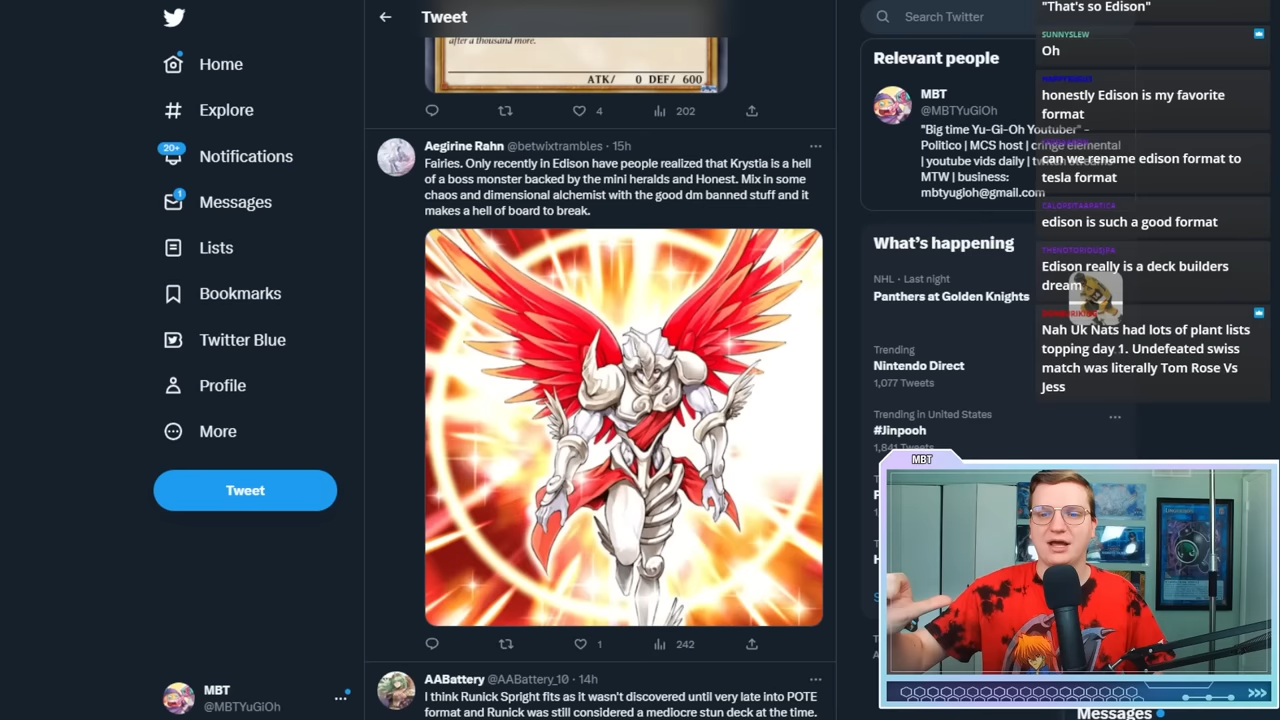 Home
Explore
20+
Notifications
1
Messages
Lists
Bookmarks
Twitter Blue
Profile
More
Tweet
MBT
@MBTYuGiOh
Tweet
after a thousand more.
ATK/ 0 DEF/ 600
4
202
Aegirine Rahn @betwixtrambles · 15h
Fairies. Only recently in Edison have people realized that Krystia is a hell
of a boss monster backed by the mini heralds and Honest. Mix in some
chaos and dimensional alchemist with the good dm banned stuff and it
makes a hell of board to break.
1
242
AABattery @AABattery_10 · 14h
I think Runick Spright fits as it wasn't discovered until very late into POTE
format and Runick was still considered a mediocre stun deck at the time.
Search Twitter
Relevant people
MBT
@MBTYuGiOh
"Big time Yu-Gi-Oh Youtuber" –
Politico | MCS host | cringe elemental
| youtube vids daily |
MTW | business:
mbtyugioh@gmail.com
What's happening
NHL · Last night
Panthers at Golden Knights
Trending
Nintendo Direct
1,077 Tweets
Trending in United States
#Jinpooh
1,841 Tweets
"That's so Edison"
SUNNYSLEW
Oh
honestly Edison is my favorite
format
can we rename edison format to
tesla format
edison is such a good format
Edison really is a deck builders
dream
Nah Uk Nats had lots of plant lists
topping day 1. Undefeated swiss
match was literally Tom Rose Vs
Jess
MBT
Messages